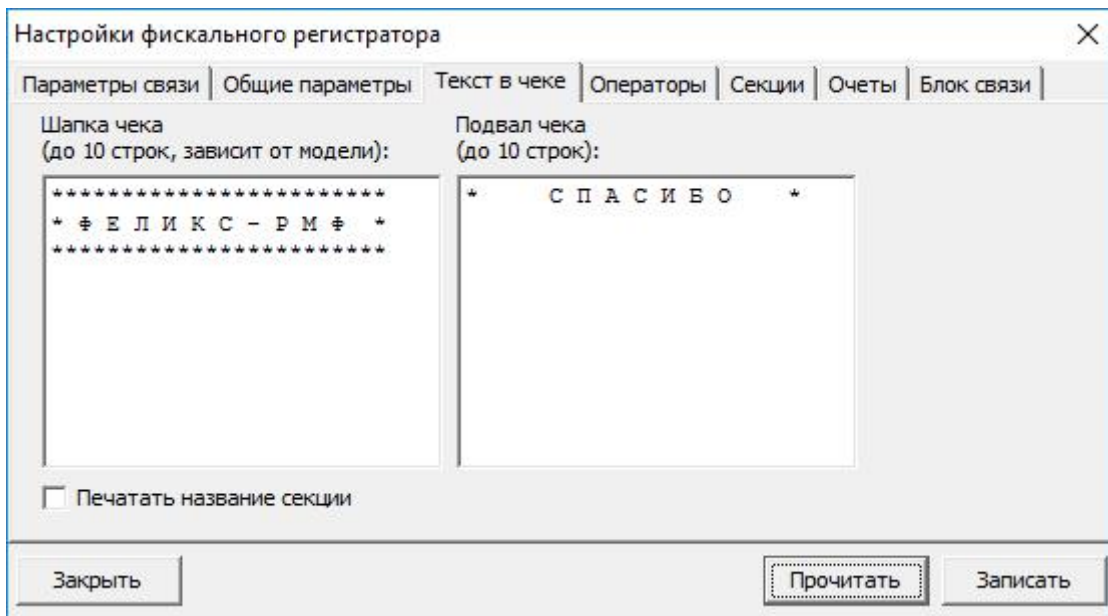 Настройки фискального регистратора
Параметры связи Общие параметры Текст в чеке Операторы Секции Очеты Блок связи
Шапка чека
(до 10 строк, зависит от модели):
************************
* Ф Е Л И К С - Р М Ф *
************************
Подвал чека
(до 10 строк):
* С П А С И Б О *
Печатать название секции
Закрыть Прочитать Записать